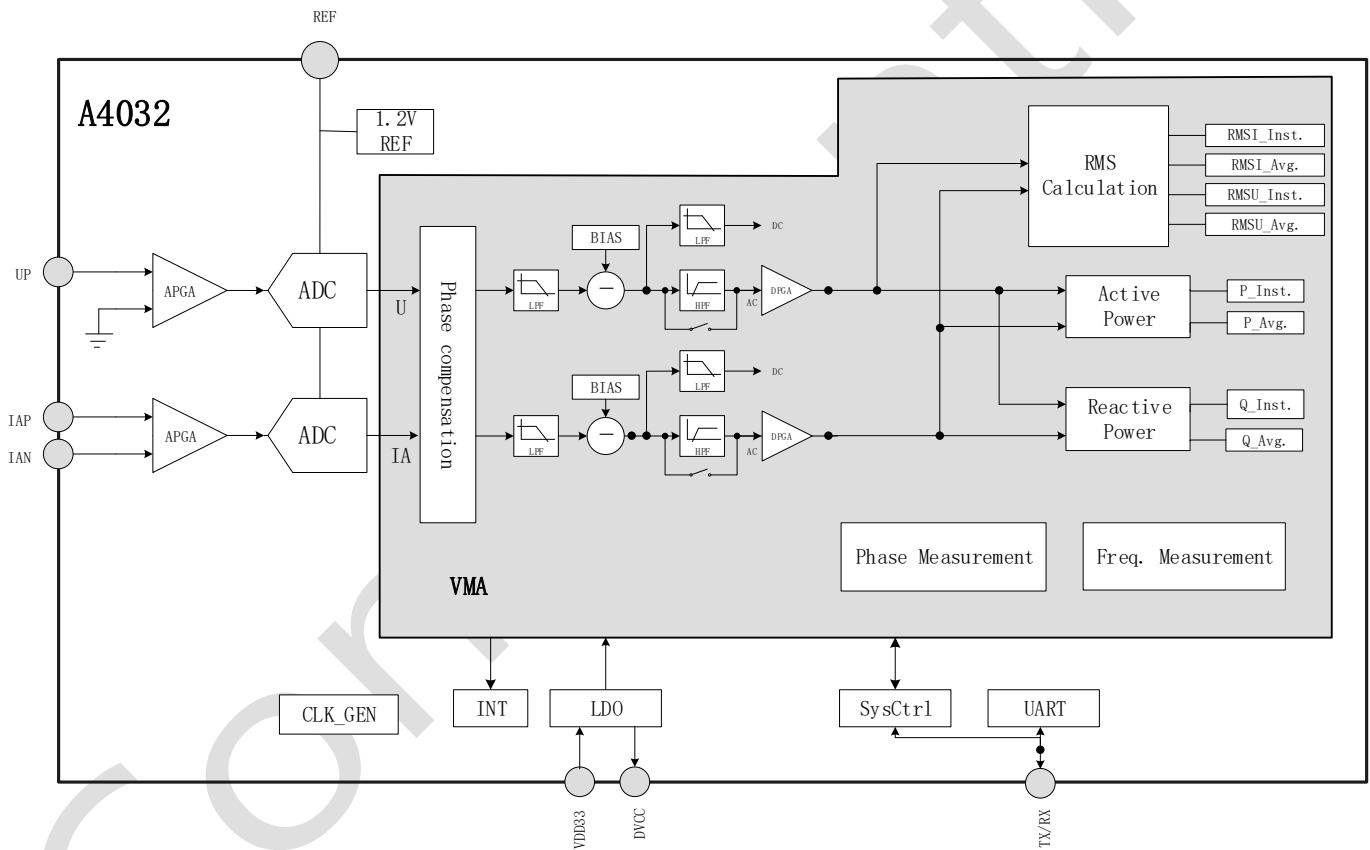 REF
A4032
1.2V
REF
RMS
Calculation
RMSI_Inst.
RMSI_Avg.
RMSU_Inst.
RMSU_Avg.
UP
APGA
ADC
U
Phase compensation
LPF
BIAS
−
LPF
DC
HPF
AC
DPGA
Active
Power
P_Inst.
P_Avg.
IAP
IAN
APGA
ADC
IA
LPF
BIAS
−
LPF
DC
HPF
AC
DPGA
Reactive
Power
Q_Inst.
Q_Avg.
Phase Measurement
Freq. Measurement
VMA
CLK_GEN
INT
LDO
SysCtrl
UART
VDD33
DVCC
TX/RX